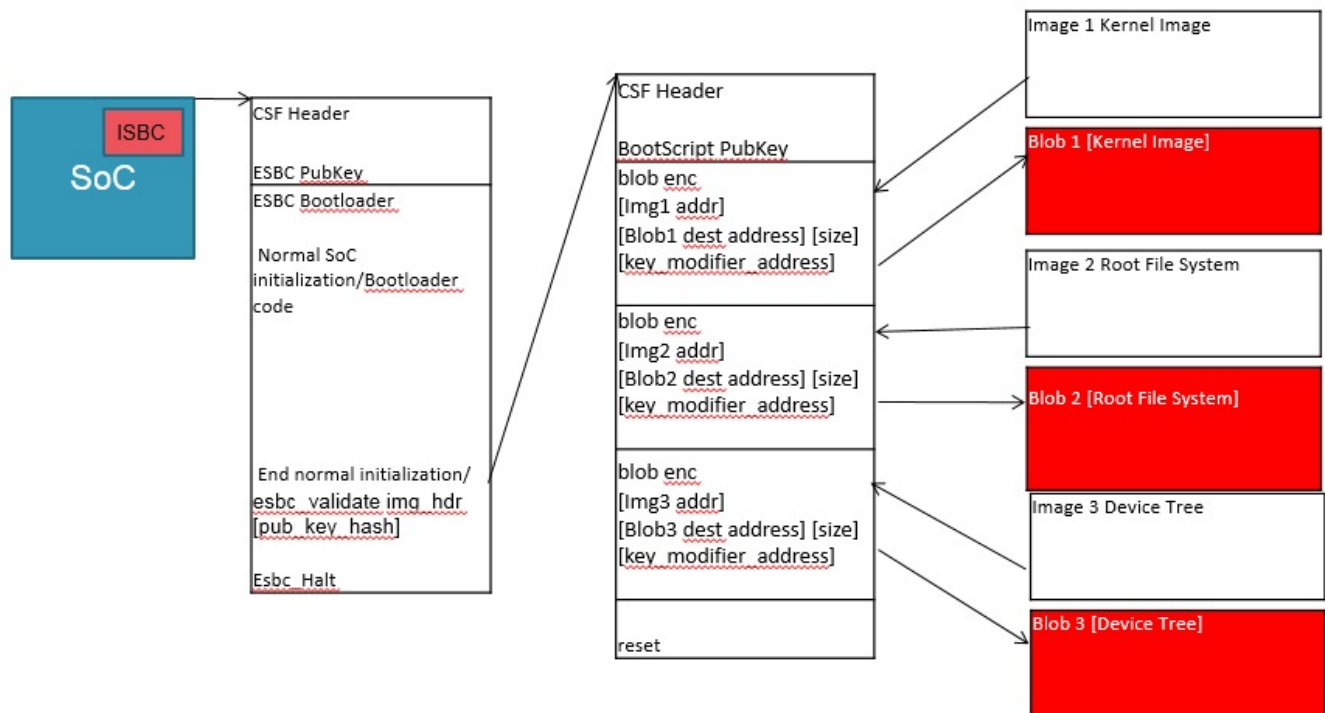 ISBC
SoC
CSF Header
ESBC PubKey
ESBC Bootloader
Normal SoC
initialization/Bootloader
code
End normal initialization/
esbc_validate img_hdr
[pub_key_hash]
Esbc_Halt
CSF Header
BootScript PubKey
blob enc
[Img1 addr]
[Blob1 dest address] [size]
[key_modifier_address]
blob enc
[Img2 addr]
[Blob2 dest address] [size]
[key_modifier_address]
blob enc
[Img3 addr]
[Blob3 dest address] [size]
[key_modifier_address]
reset
Image 1 Kernel Image
Blob 1 [Kernel Image]
Image 2 Root File System
Blob 2 [Root File System]
Image 3 Device Tree
Blob 3 [Device Tree]